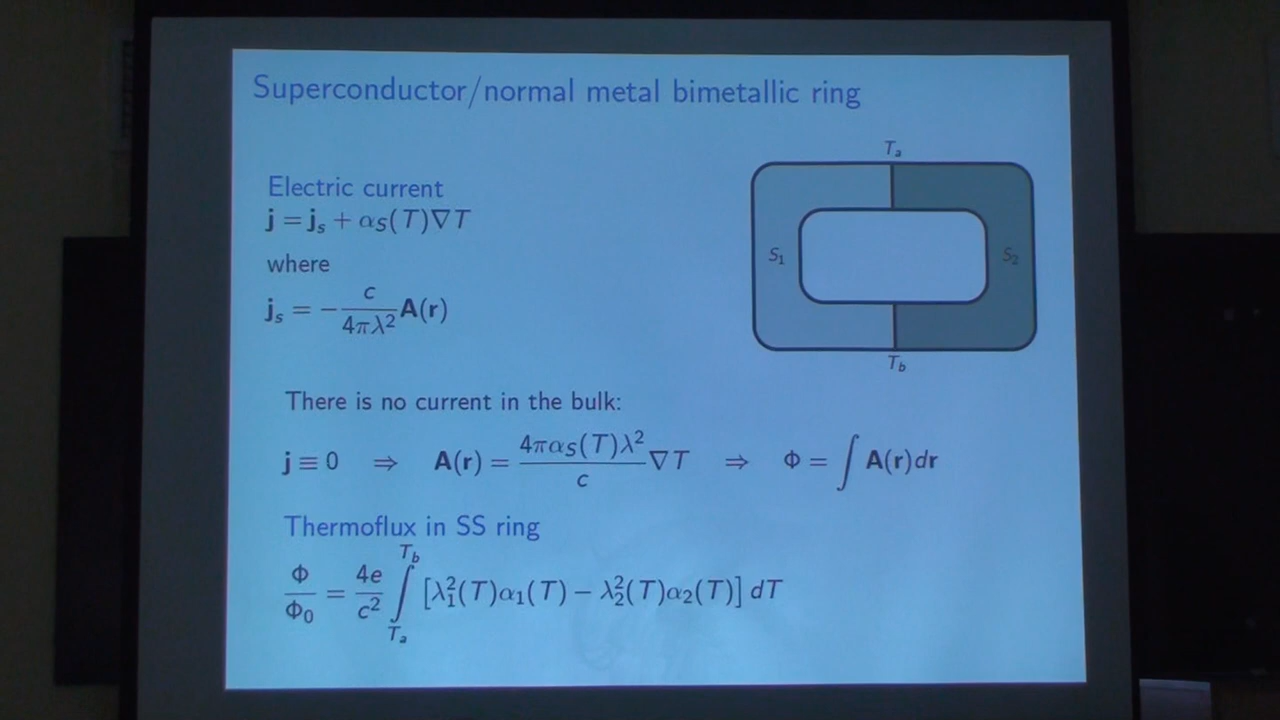 Superconductor/normal metal bimetallic ring
Electric current
j = j_s + α_S(T)∇T
where
j_s = − c / 4πλ² A(r)
T_a
S_1
S_2
T_b
There is no current in the bulk:
j ≡ 0 ⇒ A(r) = 4πα_S(T)λ² / c ∇T ⇒ Φ = ∫ A(r)dr
Thermoflux in SS ring
Φ / Φ_0 = 4e / c² ∫_{T_a}^{T_b} [λ_1²(T)α_1(T) − λ_2²(T)α_2(T)] dT